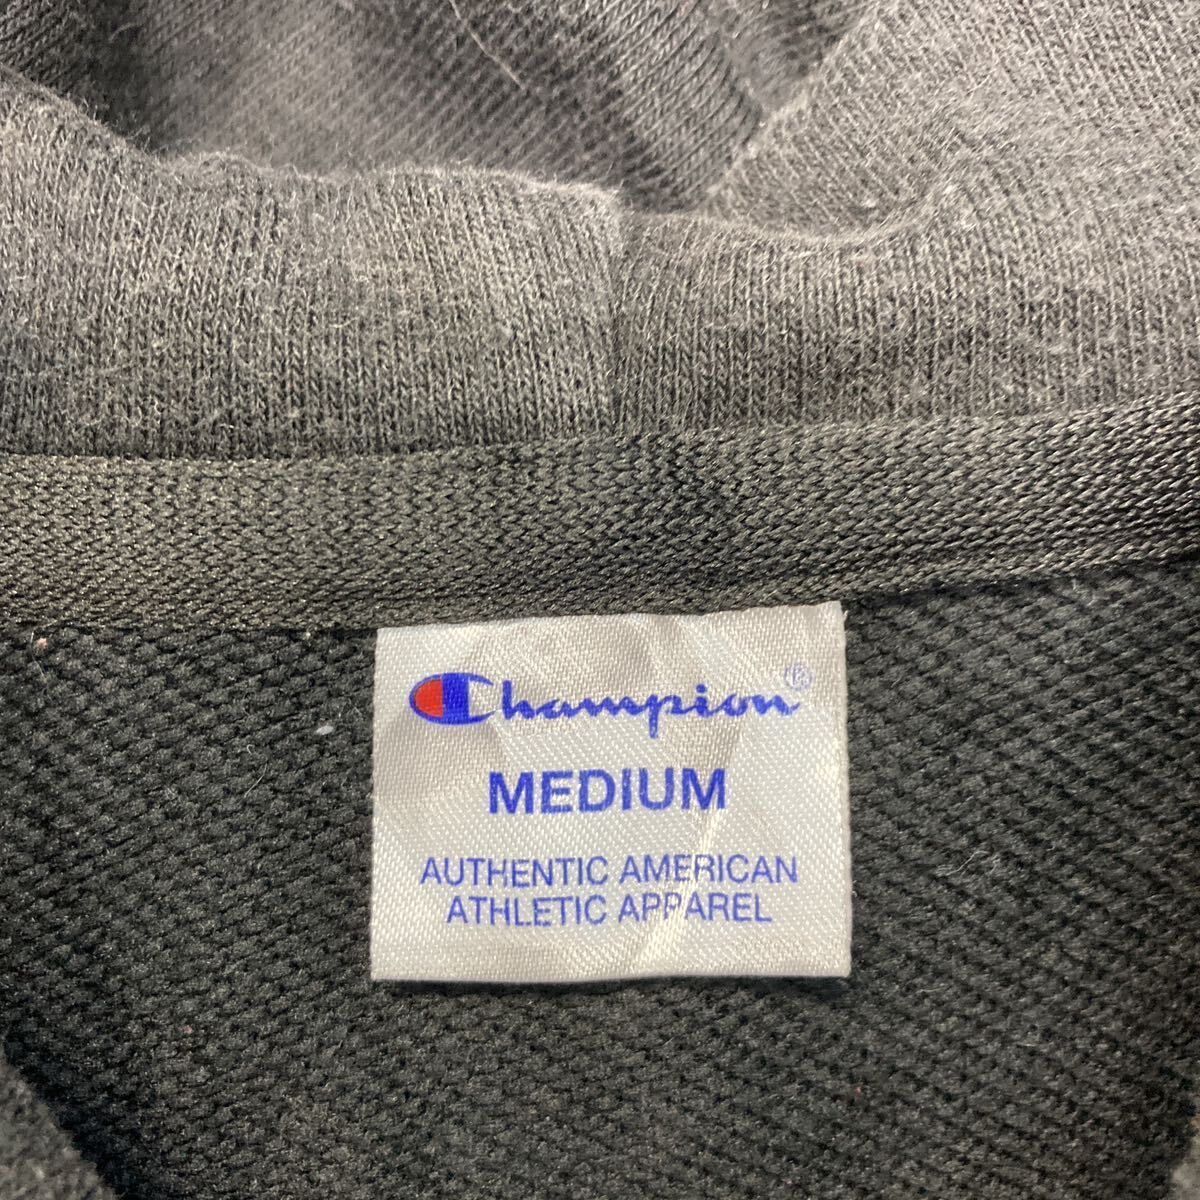 Champion®
MEDIUM
AUTHENTIC AMERICAN
ATHLETIC APPAREL